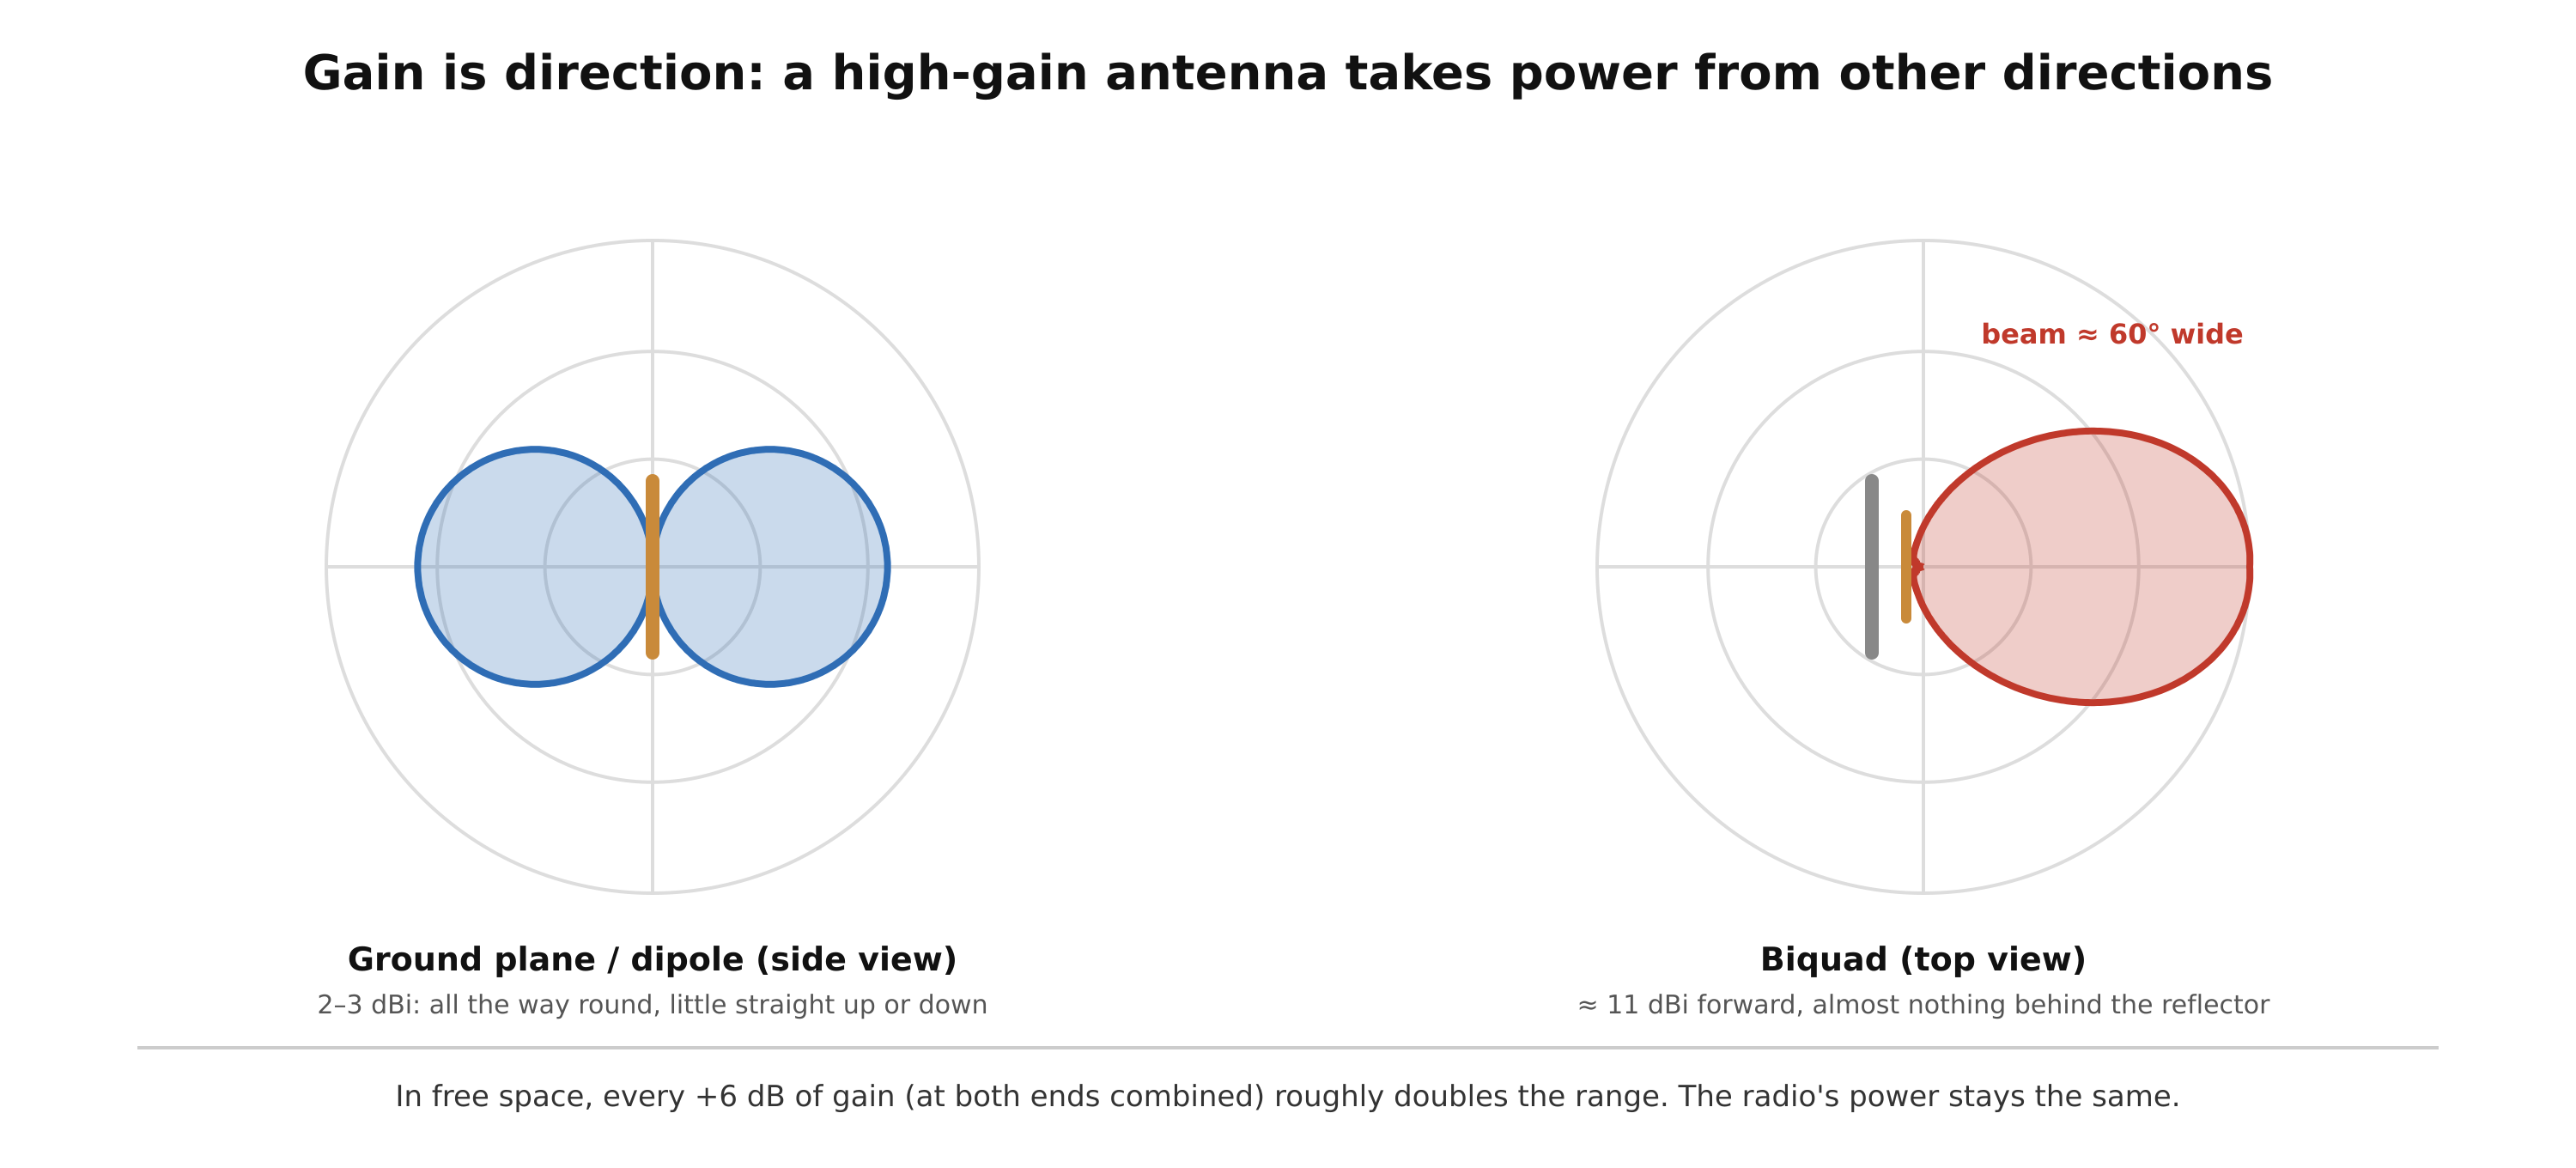 Gain is direction: a high-gain antenna takes power from other directions
beam ≈ 60° wide
Ground plane / dipole (side view)
2–3 dBi: all the way round, little straight up or down
Biquad (top view)
≈ 11 dBi forward, almost nothing behind the reflector
In free space, every +6 dB of gain (at both ends combined) roughly doubles the range. The radio's power stays the same.